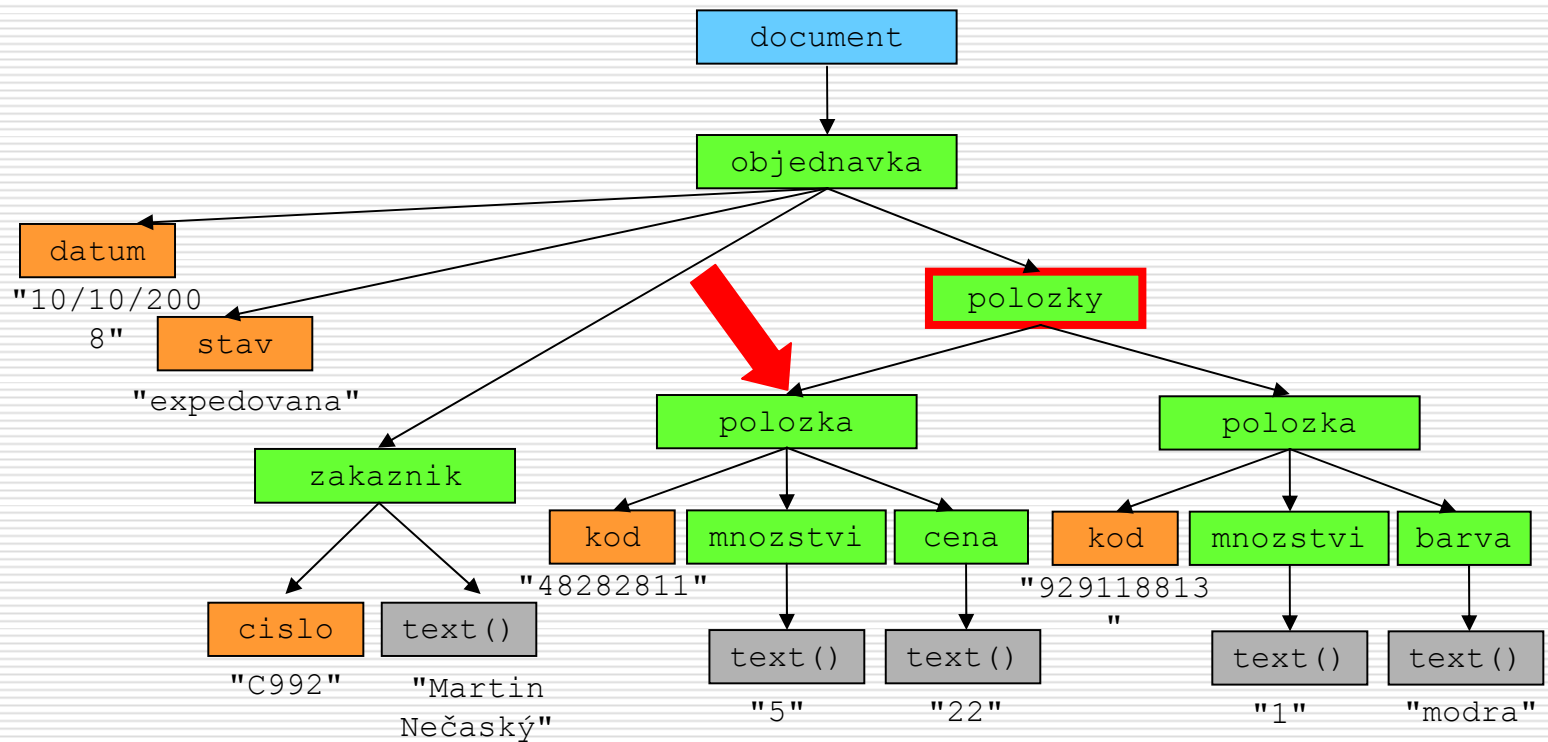 document
objednavka
datum
"10/10/200
8"
stav
"expedovana"
polozky
zakaznik
cislo
"C992"
text()
"Martin
Nečaský"
polozka
kod
"48282811"
mnozstvi
text()
"5"
cena
text()
"22"
polozka
kod
"929118813
"
mnozstvi
text()
"1"
barva
text()
"modra"